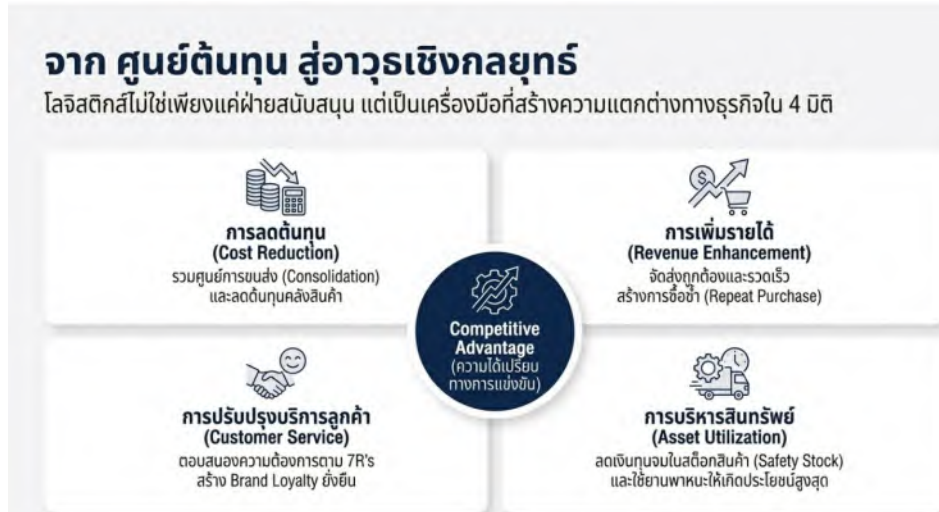 จาก ศูนย์ต้นทุน สู่อาวุธเชิงกลยุทธ์
โลจิสติกส์ไม่ใช่เพียงแค่ฝ่ายสนับสนุน แต่เป็นเครื่องมือที่สร้างความแตกต่างทางธุรกิจใน 4 มิติ
การลดต้นทุน
(Cost Reduction)
รวมศูนย์การขนส่ง (Consolidation)
และลดต้นทุนคลังสินค้า
การเพิ่มรายได้
(Revenue Enhancement)
จัดส่งถูกต้องและรวดเร็ว
สร้างการซื้อซ้ำ (Repeat Purchase)
Competitive
Advantage
(ความได้เปรียบ
ทางการแข่งขัน)
การปรับปรุงบริการลูกค้า
(Customer Service)
ตอบสนองความต้องการตาม 7R's
สร้าง Brand Loyalty ยั่งยืน
การบริหารสินทรัพย์
(Asset Utilization)
ลดเงินทุนจมในสต็อกสินค้า (Safety Stock)
และใช้ยานพาหนะให้เกิดประโยชน์สูงสุด